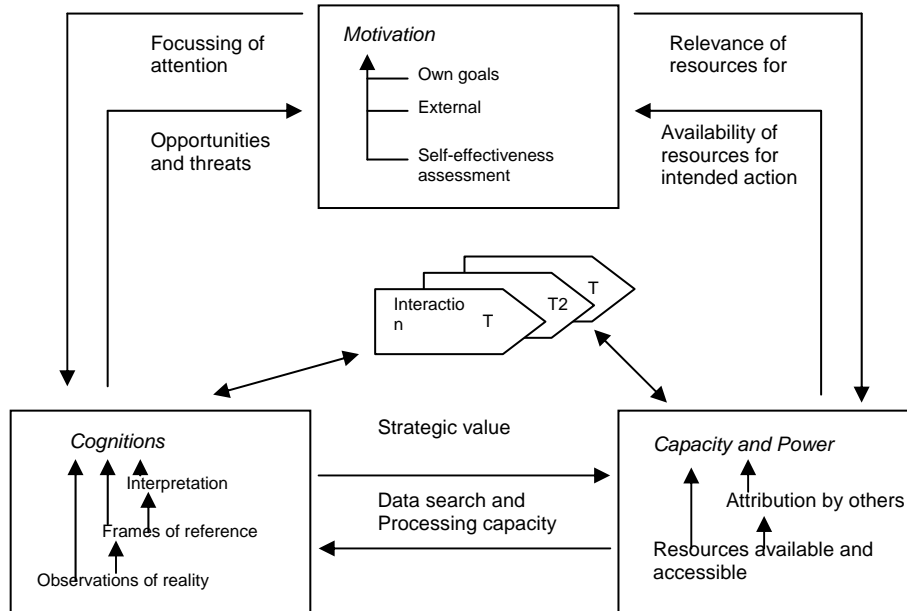 Focussing of
attention
Opportunities
and threats
Motivation
Own goals
External
Self-effectiveness
assessment
Relevance of
resources for
Availability of
resources for
intended action
Interactio
n
T
T2
T
Cognitions
Interpretation
Frames of reference
Observations of reality
Strategic value
Data search and
Processing capacity
Capacity and Power
Attribution by others
Resources available and
accessible